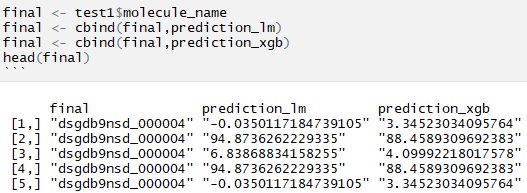 final <- test1$molecule_name
final <- cbind(final,prediction_lm)
final <- cbind(final,prediction_xgb)
head(final)
```
final prediction_lm prediction_xgb
[1,] "dsgdb9nsd_000004" "-0.0350117184739105" "3.34523034095764"
[2,] "dsgdb9nsd_000004" "94.8736262229335" "88.4589309692383"
[3,] "dsgdb9nsd_000004" "6.83868834158255" "4.09992218017578"
[4,] "dsgdb9nsd_000004" "94.8736262229335" "88.4589309692383"
[5,] "dsgdb9nsd_000004" "-0.0350117184739105" "3.34523034095764"